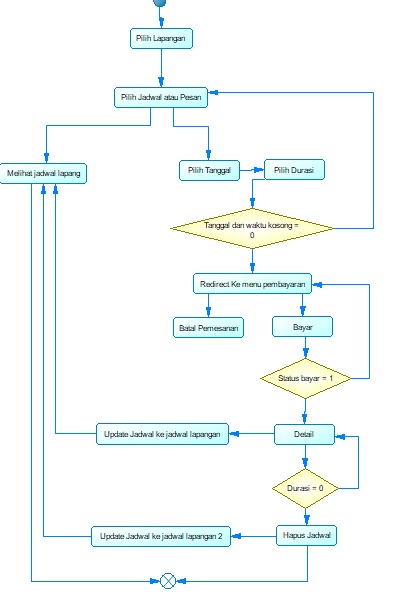 Pilih Lapangan
Pilih Jadwal atau Pesan
Melihat jadwal lapang
Pilih Tanggal
Pilih Durasi
Tanggal dan waktu kosong =
0
Redirect Ke menu pembayaran
Batal Pemesanan
Bayar
Status bayar = 1
Update Jadwal ke jadwal lapangan
Detail
Durasi = 0
Update Jadwal ke jadwal lapangan 2
Hapus Jadwal